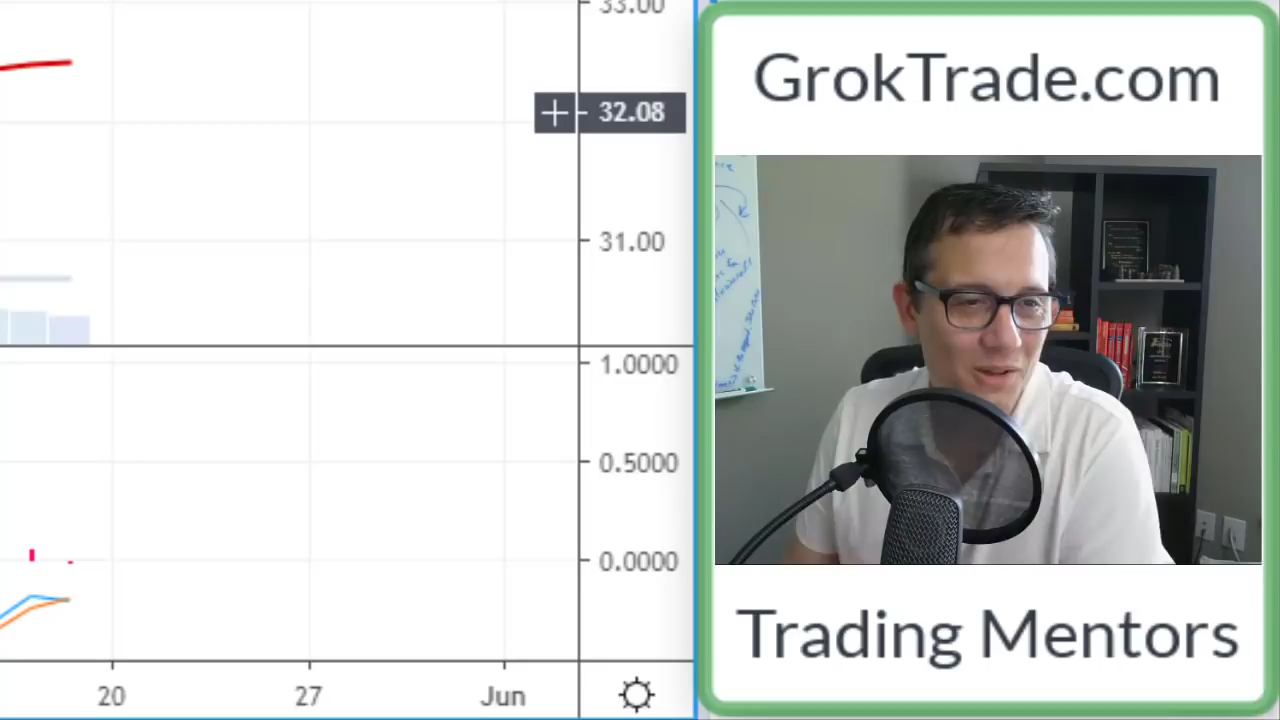 33.00
32.08
31.00
1.0000
0.5000
0.0000
20 27 Jun
GrokTrade.com
Trading Mentors